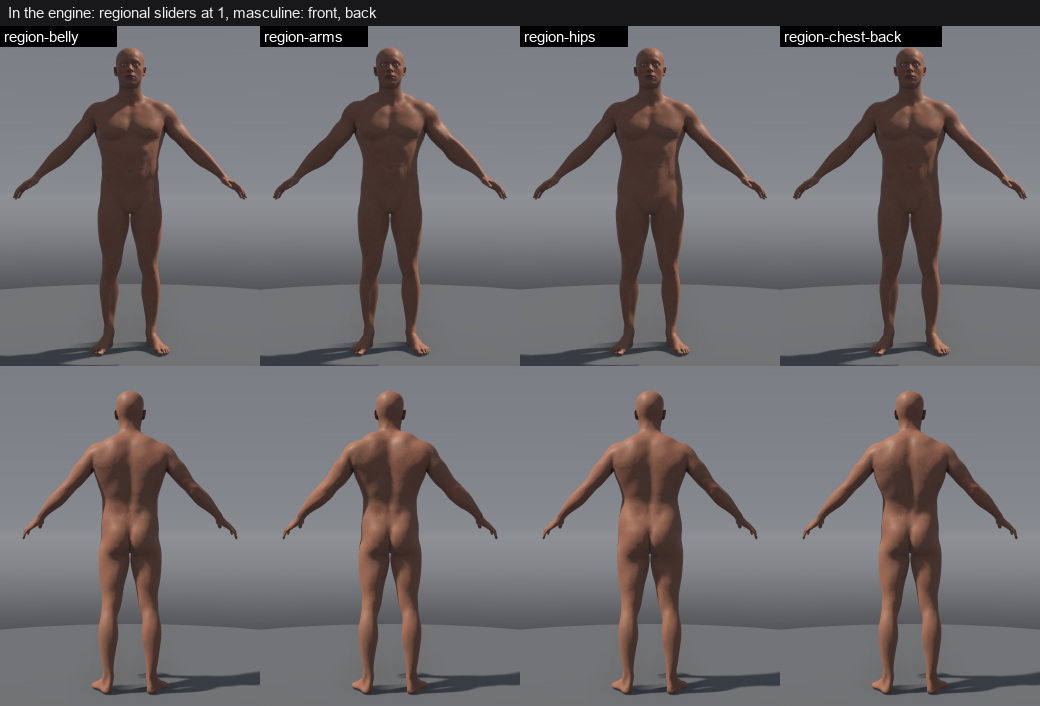 In the engine: regional sliders at 1, masculine: front, back
region-belly
region-arms
region-hips
region-chest-back